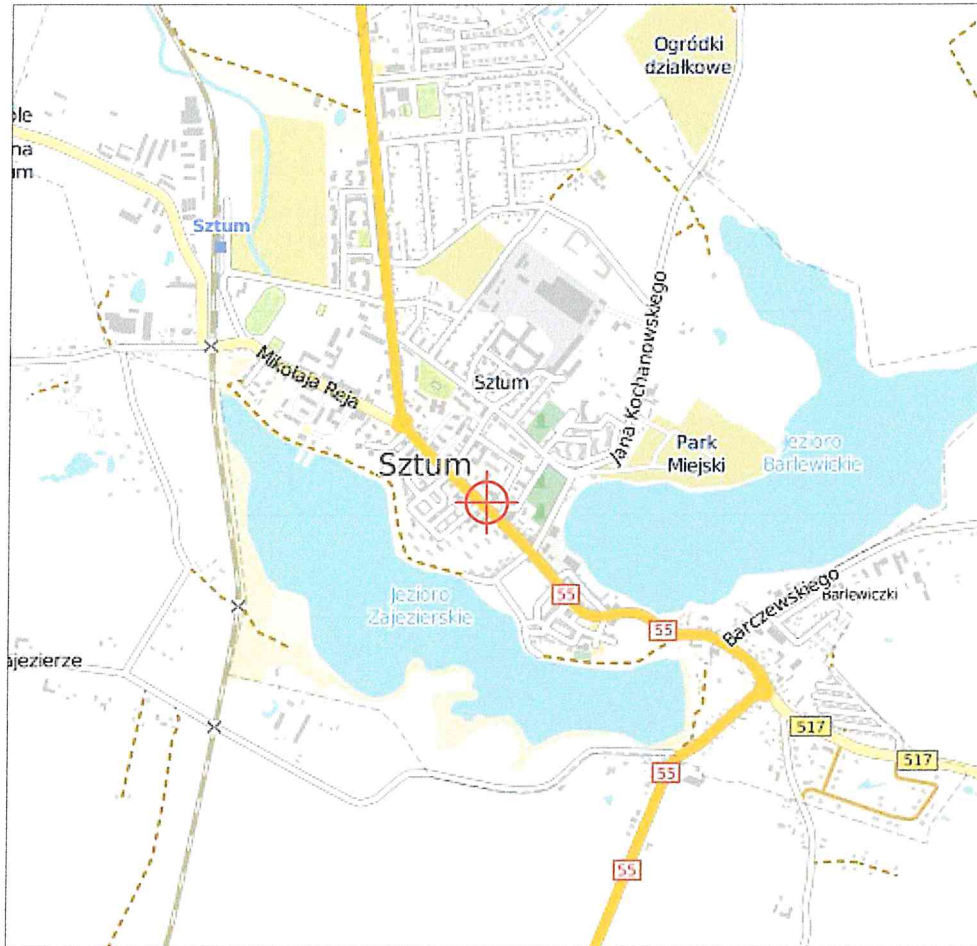 Ogródki
działkowe
Sztum
Mikołaja Reja
Sztum
Jana Kochanowskiego
Park
Miejski
Jezioro
Barlewickie
Sztum
Jezioro
Zajezierskie
55
55
Barczewskiego
Barlewiczki
ajezierze
517
517
55
55